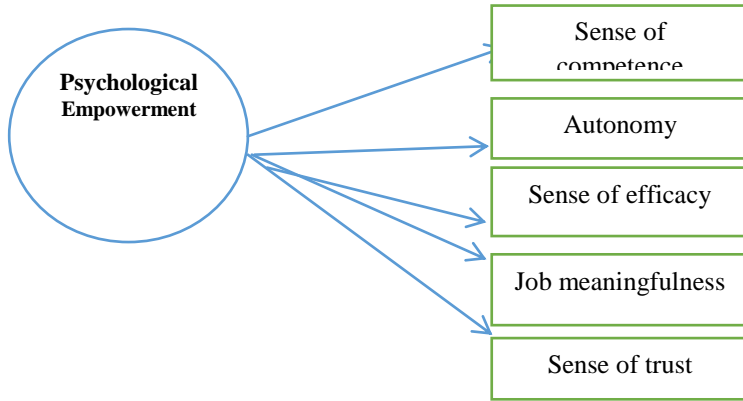 Psychological
Empowerment
Sense of
competence
Autonomy
Sense of efficacy
Job meaningfulness
Sense of trust